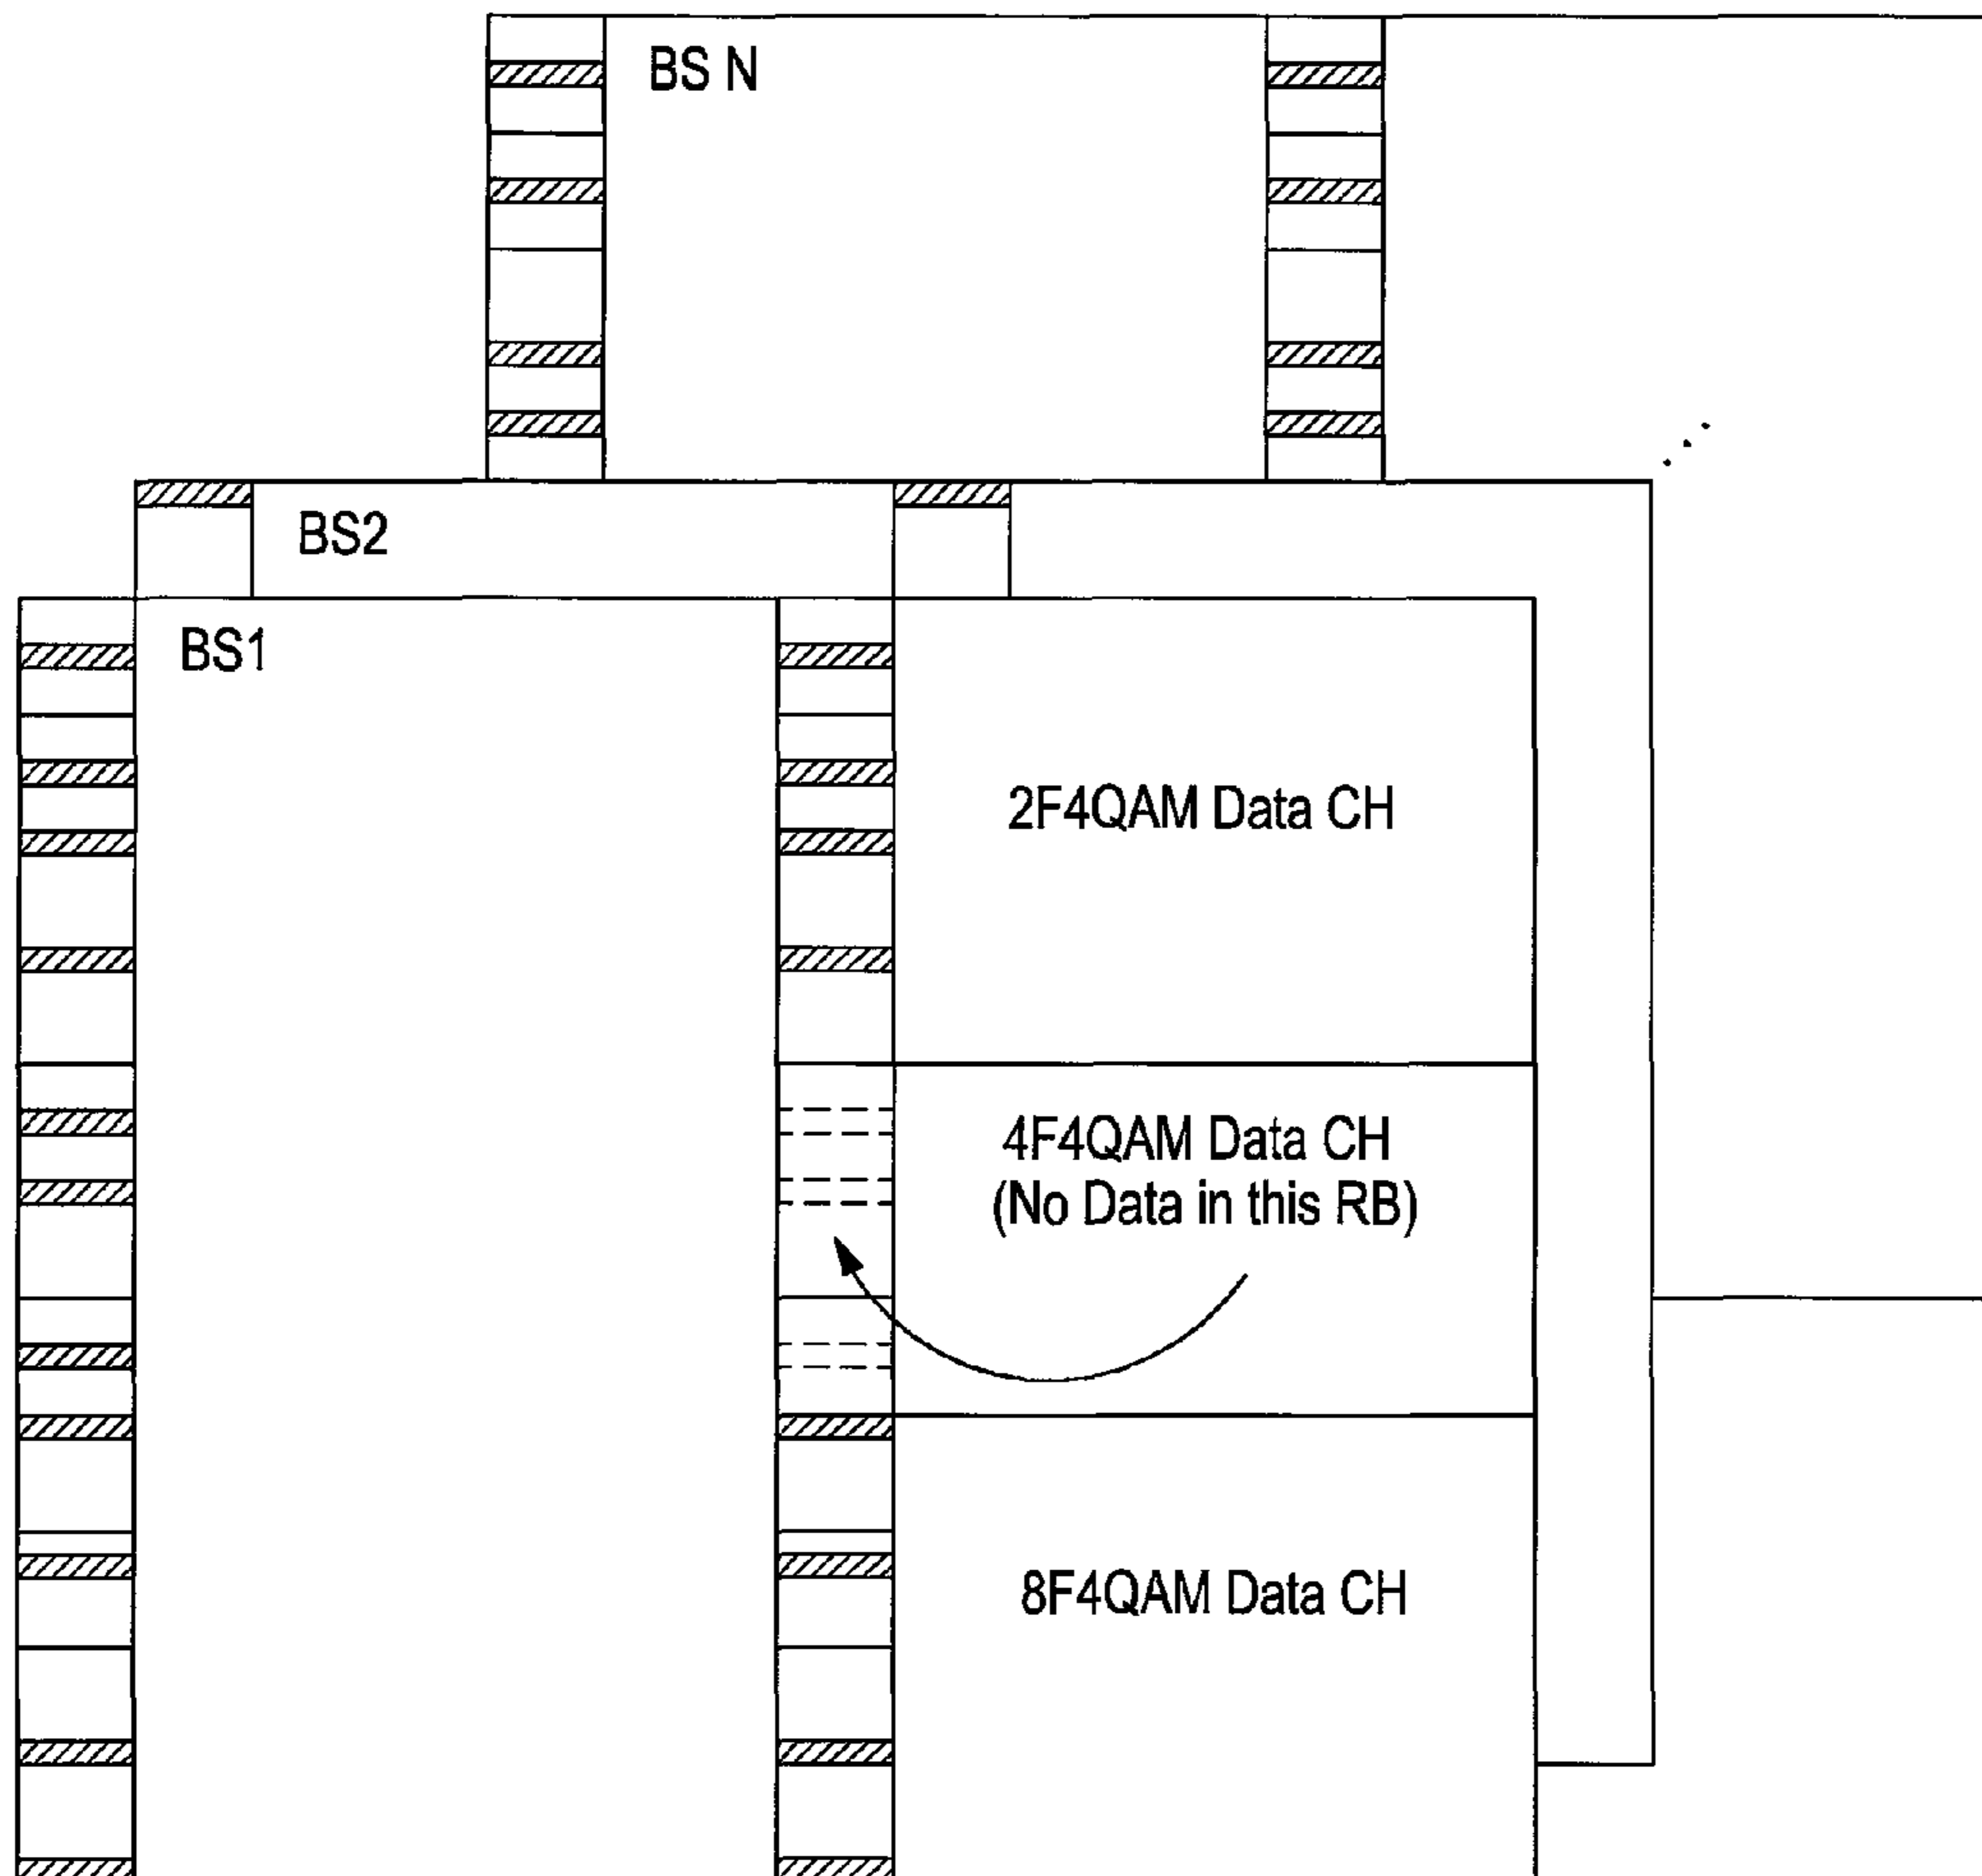 BS N
BS2
BS1
2F4QAM Data CH
4F4QAM Data CH
(No Data in this RB)
8F4QAM Data CH